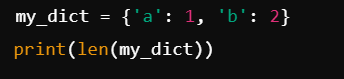 my_dict = {'a': 1, 'b': 2}
print(len(my_dict))